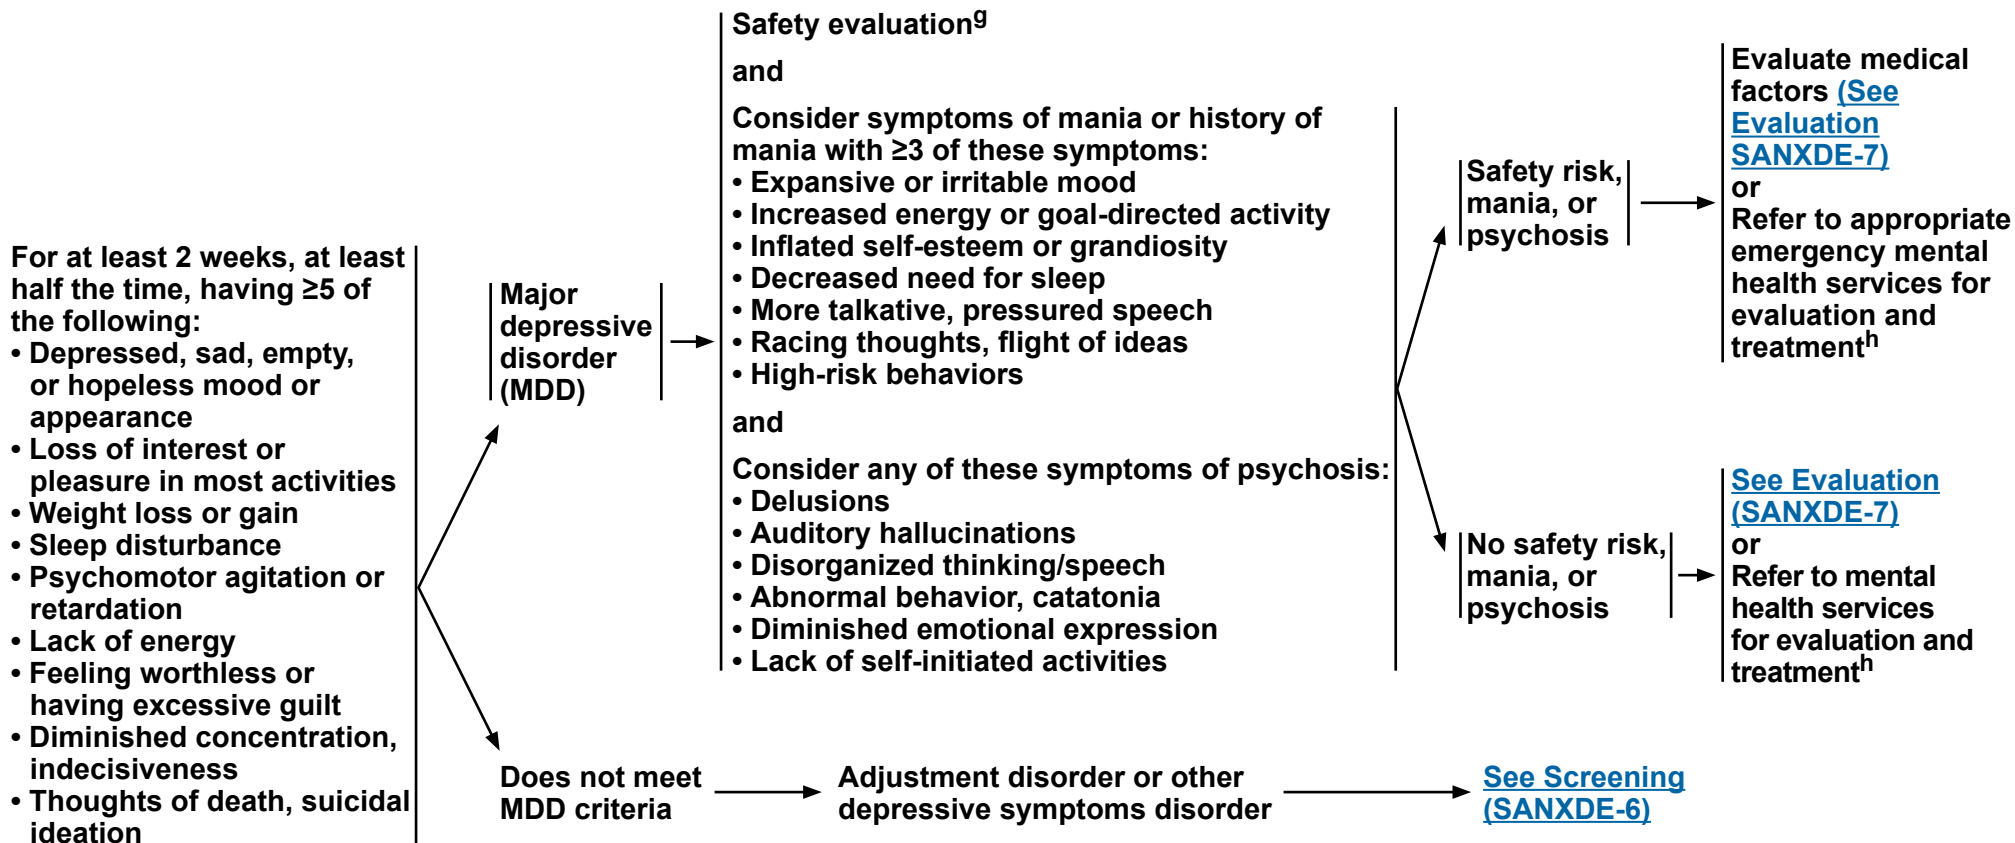 For at least 2 weeks, at least
half the time, having ≥5 of
the following:
• Depressed, sad, empty,
or hopeless mood or
appearance
• Loss of interest or
pleasure in most activities
• Weight loss or gain
• Sleep disturbance
• Psychomotor agitation or
retardation
• Lack of energy
• Feeling worthless or
having excessive guilt
• Diminished concentration,
indecisiveness
• Thoughts of death, suicidal
ideation
Major
depressive
disorder
(MDD)
Safety evaluationᵍ
and
Consider symptoms of mania or history of
mania with ≥3 of these symptoms:
• Expansive or irritable mood
• Increased energy or goal-directed activity
• Inflated self-esteem or grandiosity
• Decreased need for sleep
• More talkative, pressured speech
• Racing thoughts, flight of ideas
• High-risk behaviors
and
Consider any of these symptoms of psychosis:
• Delusions
• Auditory hallucinations
• Disorganized thinking/speech
• Abnormal behavior, catatonia
• Diminished emotional expression
• Lack of self-initiated activities
Safety risk,
mania, or
psychosis
Evaluate medical
factors (See
Evaluation
SANXDE-7)
or
Refer to appropriate
emergency mental
health services for
evaluation and
treatmentʰ
No safety risk,
mania, or
psychosis
See Evaluation
(SANXDE-7)
or
Refer to mental
health services
for evaluation and
treatmentʰ
Does not meet
MDD criteria
Adjustment disorder or other
depressive symptoms disorder
See Screening
(SANXDE-6)